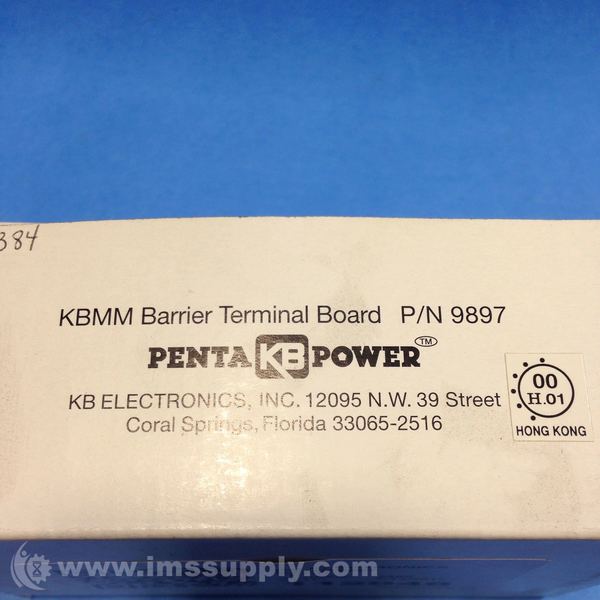 384
KBMM Barrier Terminal Board P/N 9897
PENTA KB POWER TM
KB ELECTRONICS, INC. 12095 N.W. 39 Street
Coral Springs, Florida 33065-2516
00
H.01
HONG KONG
www.imssupply.com